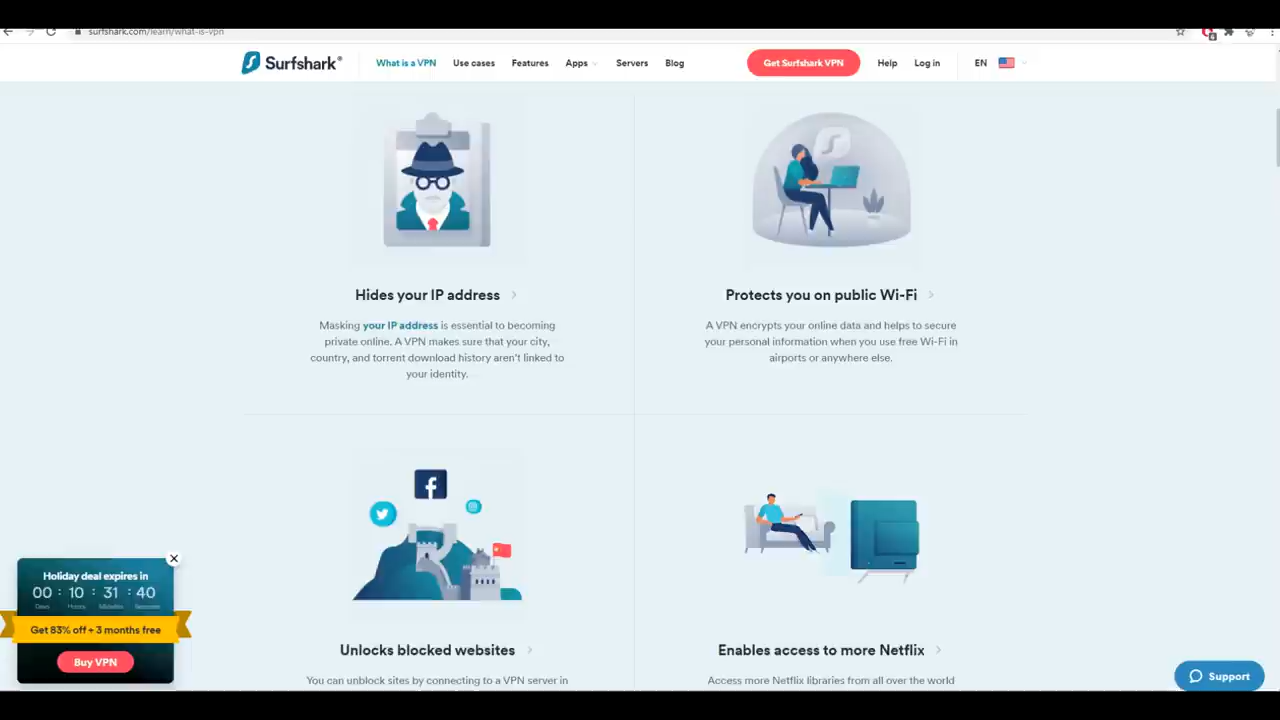 surfshark.com/learn/what-is-vpn
Surfshark®
What is a VPN
Use cases
Features
Apps
Servers
Blog
Get Surfshark VPN
Help
Log in
EN
Hides your IP address
Masking your IP address is essential to becoming
private online. A VPN makes sure that your city,
country, and torrent download history aren't linked to
your identity.
Protects you on public Wi-Fi
A VPN encrypts your online data and helps to secure
your personal information when you use free Wi-Fi in
airports or anywhere else.
Unlocks blocked websites
You can unblock sites by connecting to a VPN server in
Enables access to more Netflix
Access more Netflix libraries from all over the world
Holiday deal expires in
00 : 10 : 31 : 40
Days Hours Minutes Seconds
Get 83% off + 3 months free
Buy VPN
Support